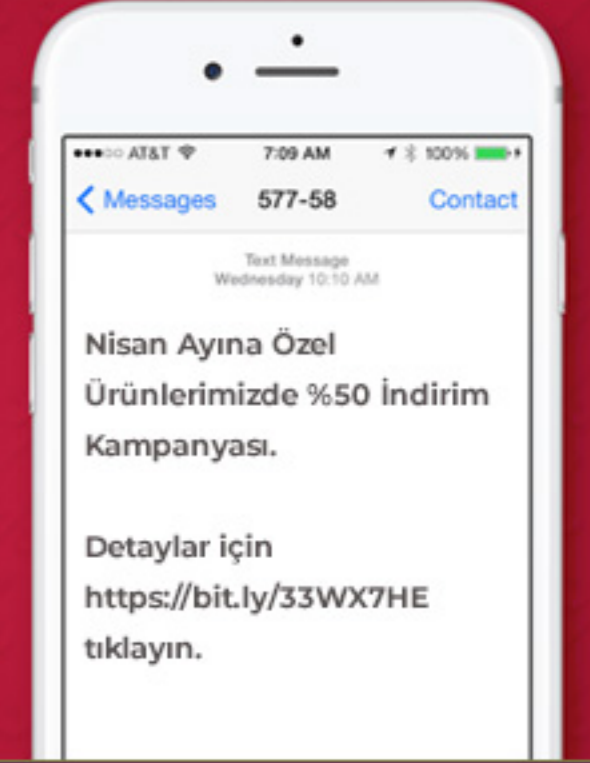 AT&T 7:09 AM 100%
Messages 577-58 Contact
Text Message
Wednesday 10:10 AM
Nisan Ayına Özel
Ürünlerimizde %50 İndirim
Kampanyası.
Detaylar için
https://bit.ly/33WX7HE
tıklayın.